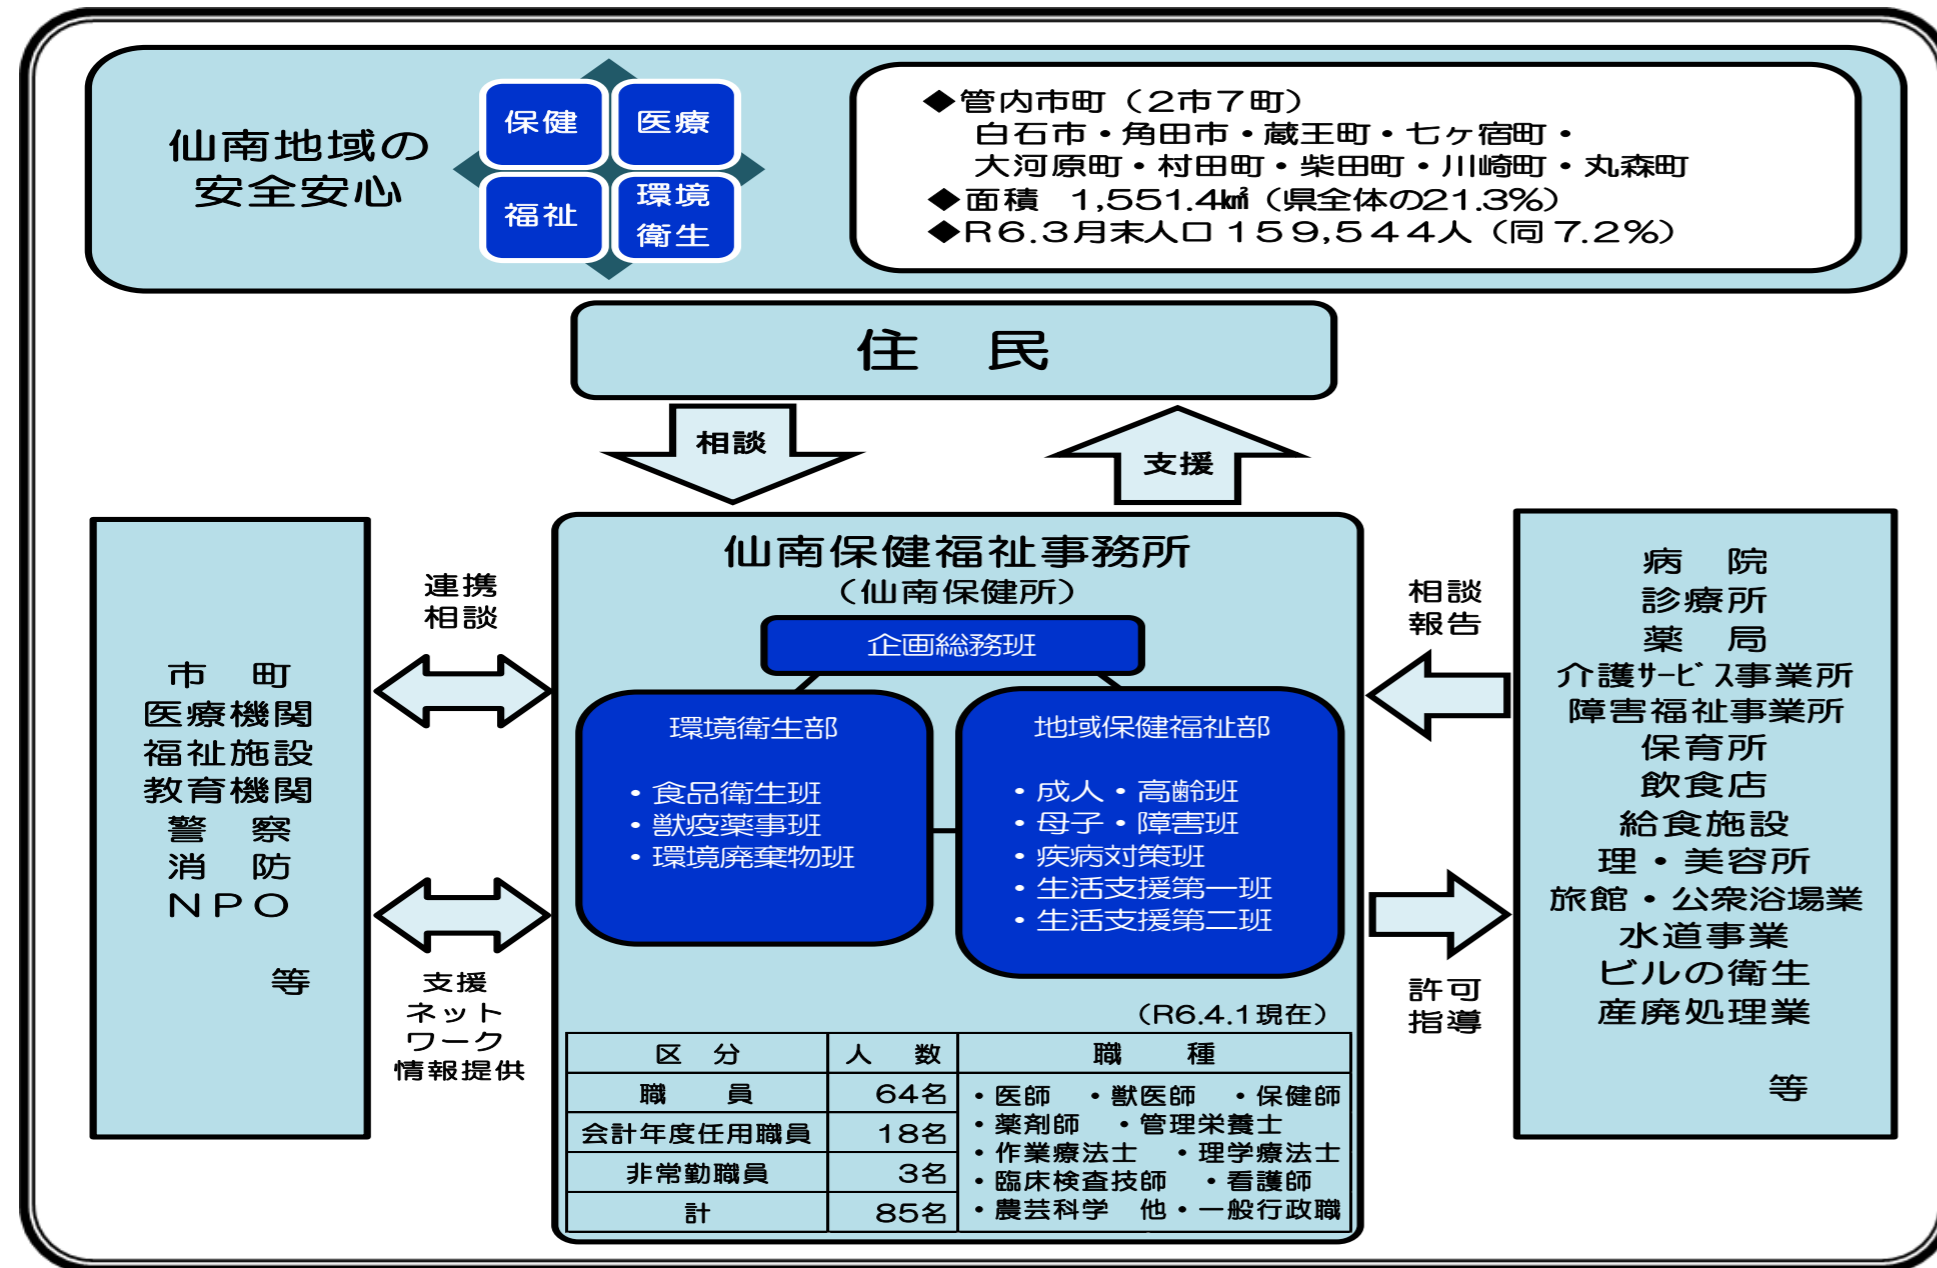 仙南地域の
安全安心
保健
医療
福祉
環境
衛生
◆管内市町（２市７町）
白石市・角田市・蔵王町・七ヶ宿町・
大河原町・村田町・柴田町・川崎町・丸森町
◆面積　1,551.4㎢（県全体の21.3%）
◆Ｒ６.３月末人口 １５９,５４４人（同７.２%）
住　民
相談
支援
市　町
医療機関
福祉施設
教育機関
警　察
消　防
ＮＰＯ
等
連携
相談
支援
ネット
ワーク
情報提供
仙南保健福祉事務所
（仙南保健所）
企画総務班
環境衛生部
・食品衛生班
・獣疫薬事班
・環境廃棄物班
地域保健福祉部
・成人・高齢班
・母子・障害班
・疾病対策班
・生活支援第一班
・生活支援第二班
（R6.4.1現在）
区　分　人　数　職　種
職　員　64名
会計年度任用職員　18名
非常勤職員　3名
計　85名
・医師　・獣医師　・保健師
・薬剤師　・管理栄養士
・作業療法士　・理学療法士
・臨床検査技師　・看護師
・農芸科学　他・一般行政職
相談
報告
許可
指導
病　院
診療所
薬　局
介護ｻｰﾋﾞｽ事業所
障害福祉事業所
保育所
飲食店
給食施設
理・美容所
旅館・公衆浴場業
水道事業
ビルの衛生
産廃処理業
等